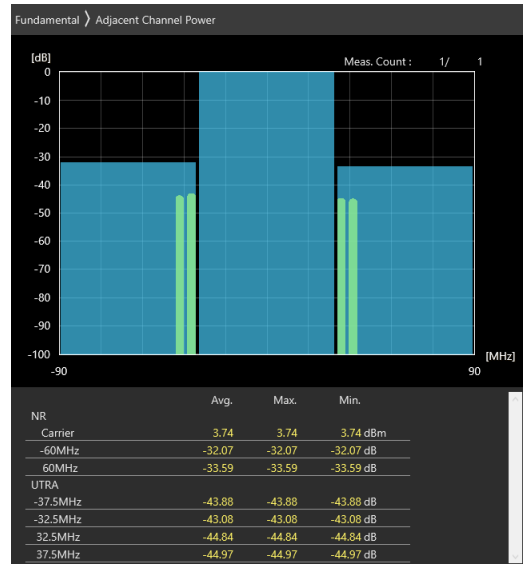 Fundamental 〉 Adjacent Channel Power
[dB]
Meas. Count : 1/ 1
0
-10
-20
-30
-40
-50
-60
-70
-80
-90
-100
[MHz]
-90 90
Avg. Max. Min.
NR
Carrier 3.74 3.74 3.74 dBm
-60MHz -32.07 -32.07 -32.07 dB
60MHz -33.59 -33.59 -33.59 dB
UTRA
-37.5MHz -43.88 -43.88 -43.88 dB
-32.5MHz -43.08 -43.08 -43.08 dB
32.5MHz -44.84 -44.84 -44.84 dB
37.5MHz -44.97 -44.97 -44.97 dB